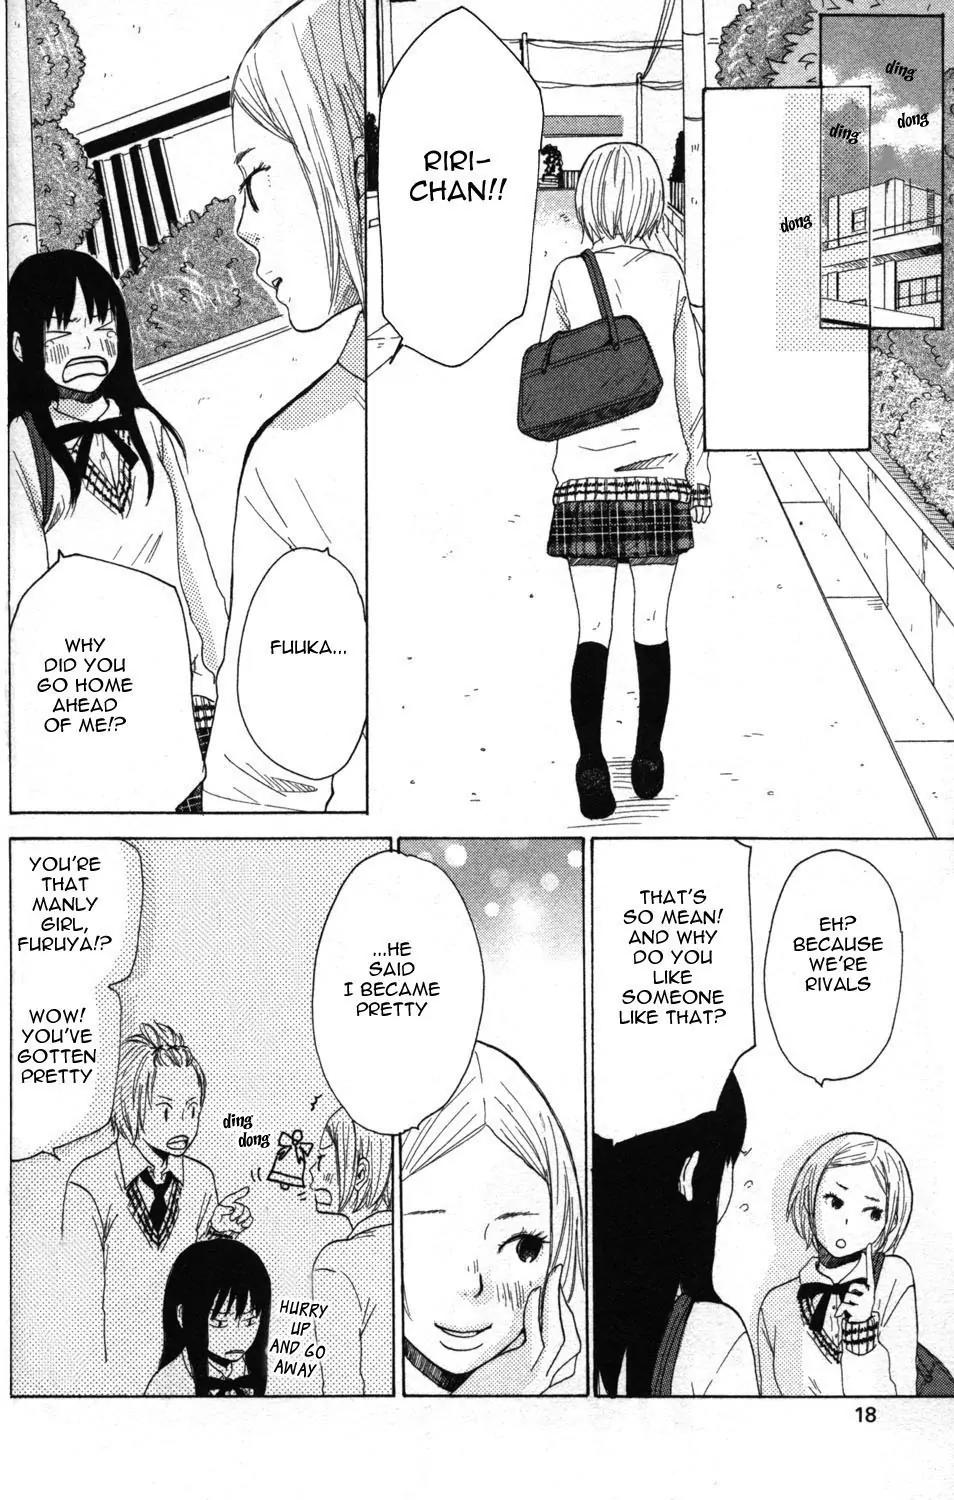 ding
dong
ding
dong
RIRI-
CHAN!!
FUUKA...
WHY
DID YOU
GO HOME
AHEAD
OF ME!?
EH?
BECAUSE
WE'RE
RIVALS
THAT'S
SO MEAN!
AND WHY
DO YOU
LIKE
SOMEONE
LIKE THAT?
...HE
SAID
I BECAME
PRETTY
YOU'RE
THAT
MANLY
GIRL,
FURUYA!?
WOW!
YOU'VE
GOTTEN
PRETTY
ding
dong
HURRY
UP
AND GO
AWAY
18